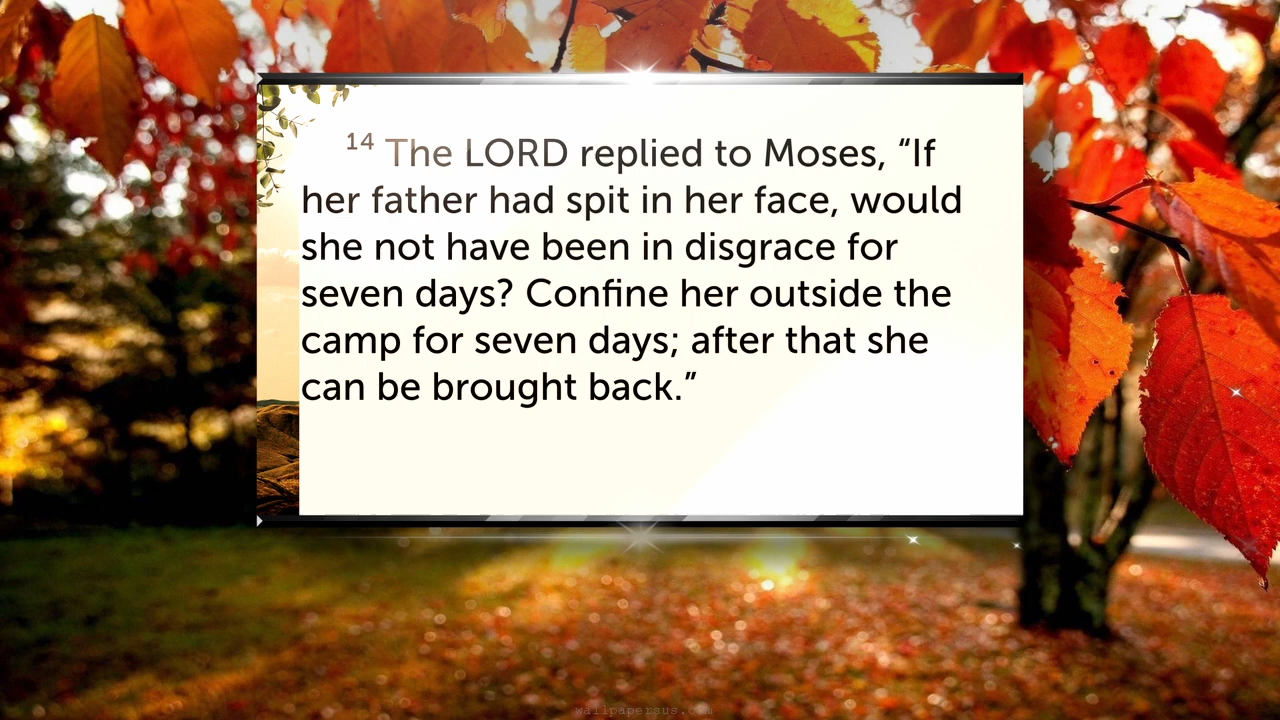 14 The LORD replied to Moses, “If
her father had spit in her face, would
she not have been in disgrace for
seven days? Confine her outside the
camp for seven days; after that she
can be brought back.”
wallpapersus.com